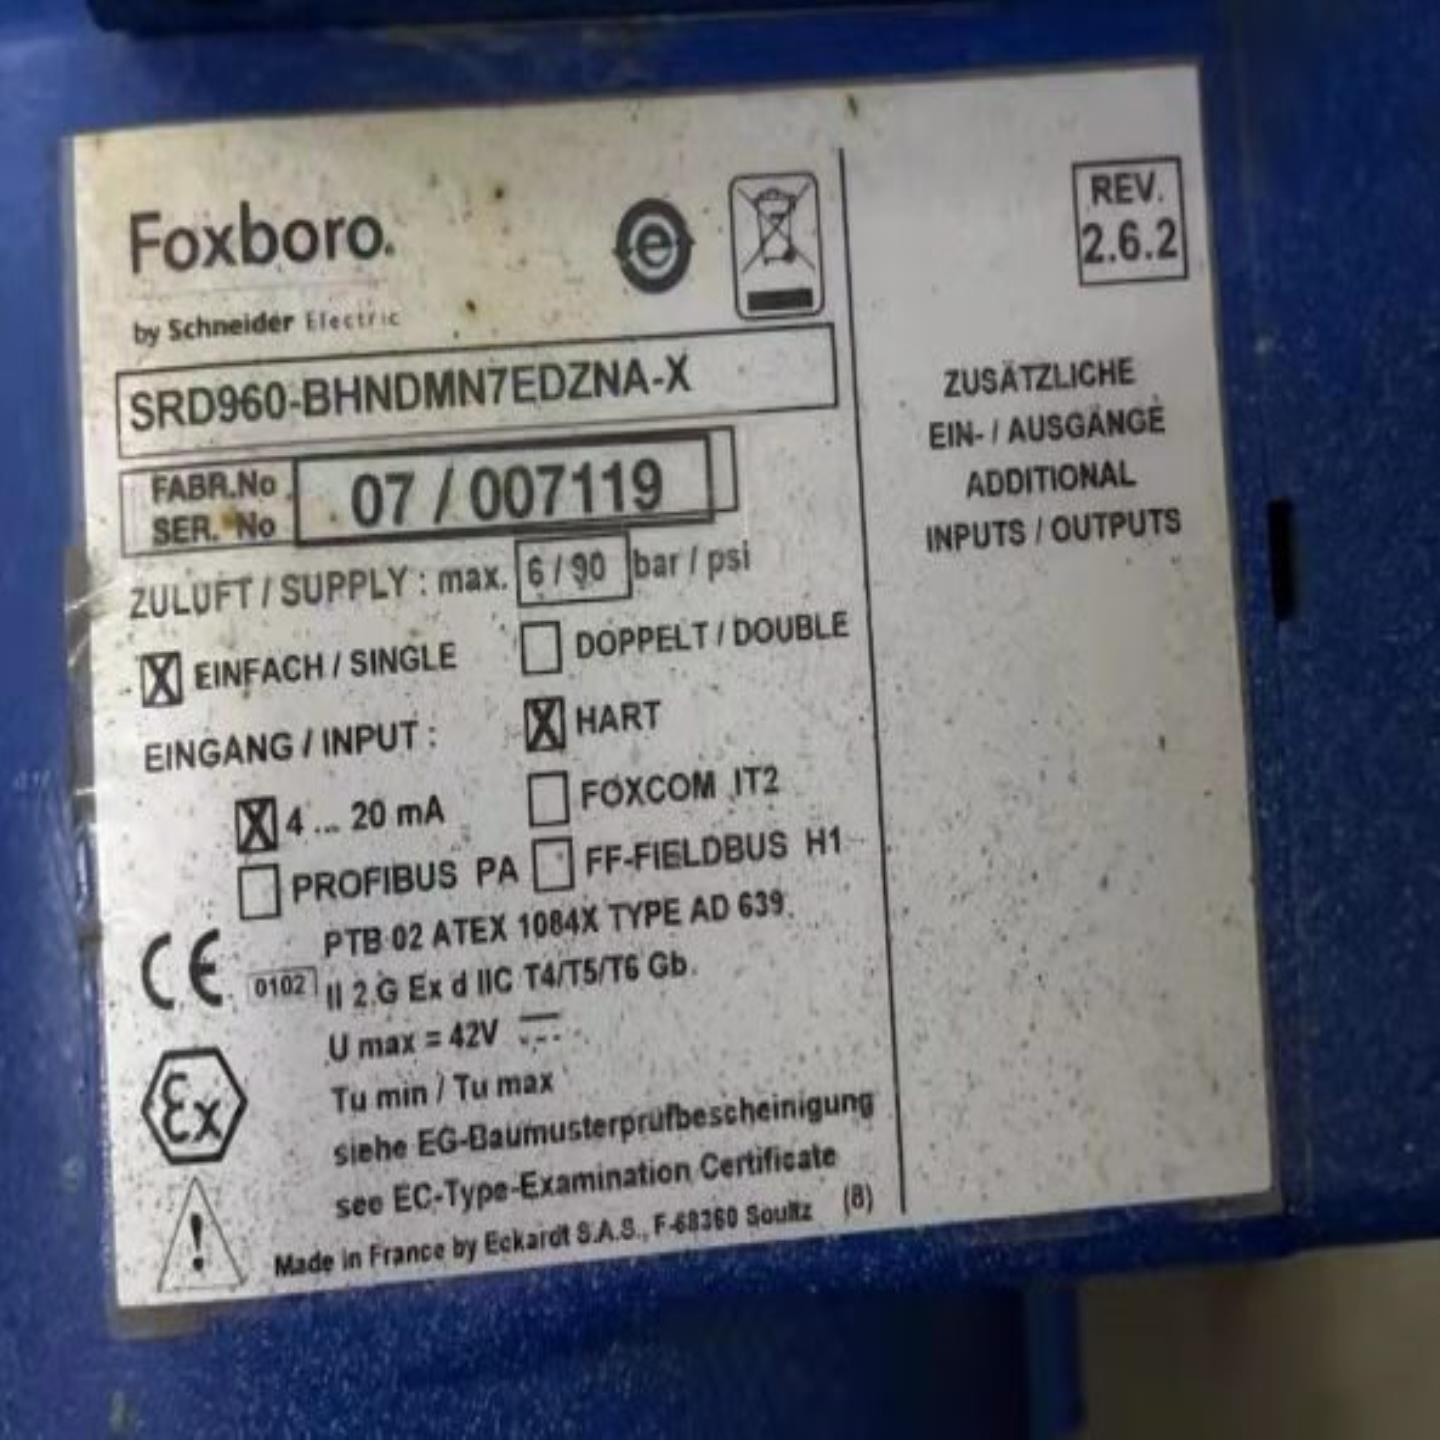 Foxboro.
by Schneider Electric
SRD960-BHNDMN7EDZNA-X
FABR.No
SER. No
07 / 007119
ZULUFT / SUPPLY : max. 6 / 90 bar / psi
X EINFACH / SINGLE DOPPELT / DOUBLE
EINGANG / INPUT : X HART
X 4 ... 20 mA FOXCOM IT2
PROFIBUS PA FF-FIELDBUS H1
PTB 02 ATEX 1084X TYPE AD 639
CE 0102 II 2 G Ex d IIC T4/T5/T6 Gb
U max = 42V
Ex
Tu min / Tu max
siehe EG-Baumusterprüfbescheinigung
see EC-Type-Examination Certificate
!
Made in France by Eckardt S.A.S., F-68360 Soultz (8)
REV.
2.6.2
ZUSÄTZLICHE
EIN- / AUSGÄNGE
ADDITIONAL
INPUTS / OUTPUTS